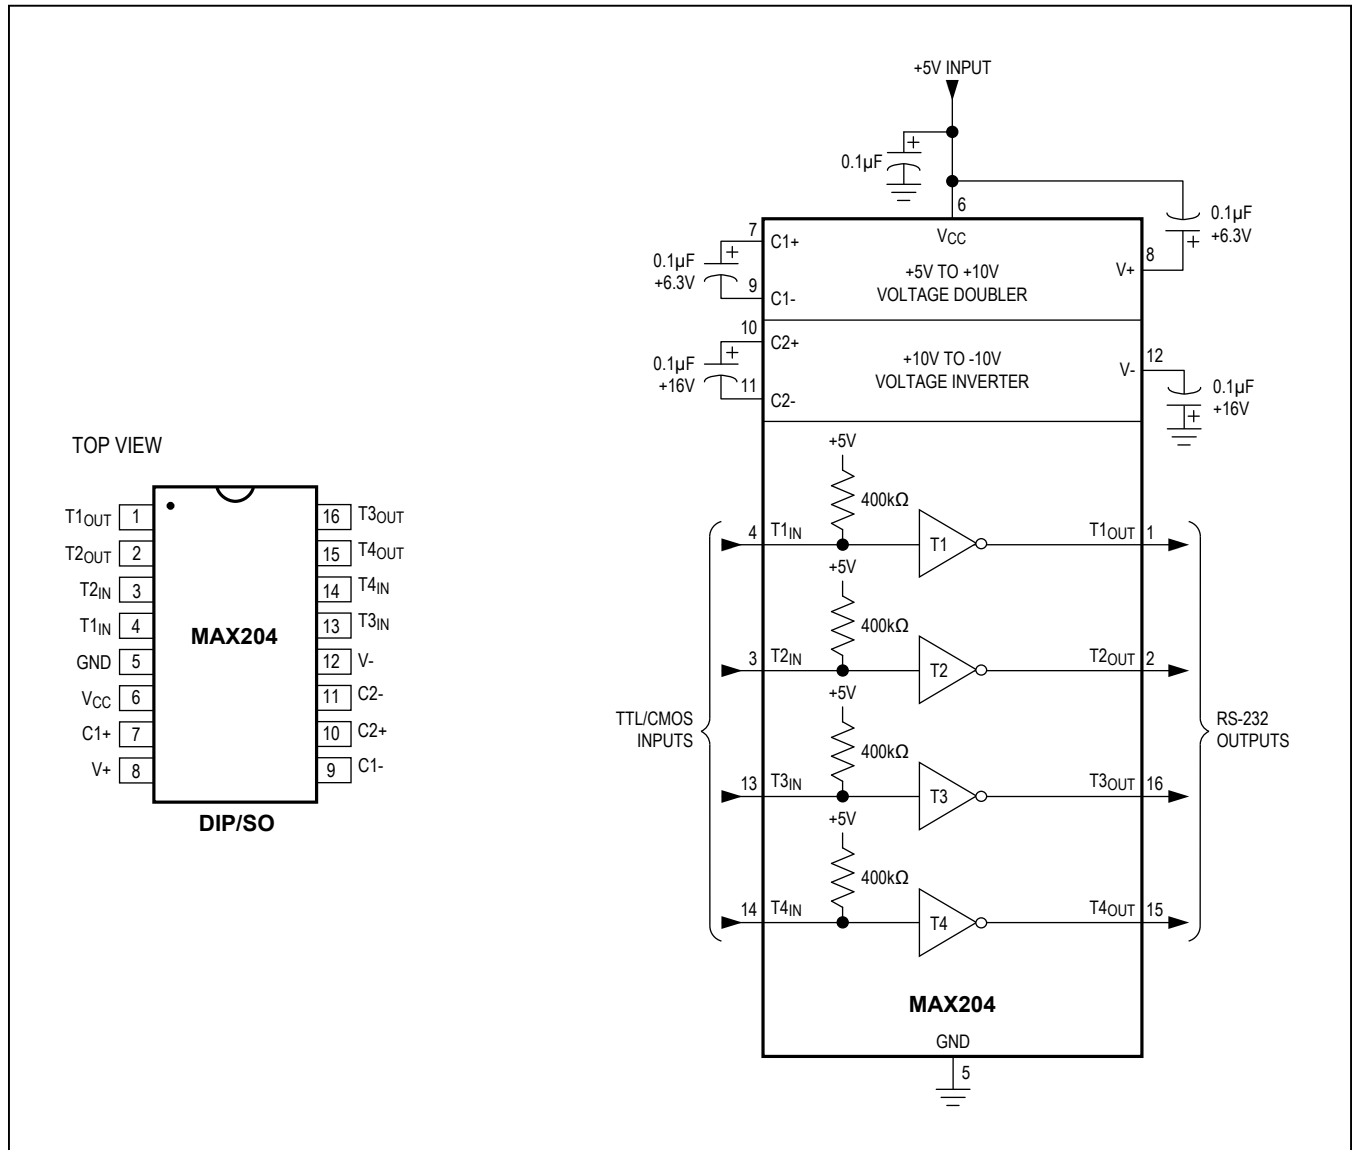 TOP VIEW
T1OUT 1
T2OUT 2
T2IN 3
T1IN 4
GND 5
VCC 6
C1+ 7
V+ 8
MAX204
16 T3OUT
15 T4OUT
14 T4IN
13 T3IN
12 V-
11 C2-
10 C2+
9 C1-
DIP/SO
+5V INPUT
0.1µF
+
6
0.1µF
+6.3V
+
VCC
7
C1+
+
0.1µF
+6.3V
9
C1-
+5V TO +10V
VOLTAGE DOUBLER
8
V+
10
C2+
+
0.1µF
+16V
11
C2-
+10V TO -10V
VOLTAGE INVERTER
12
V-
0.1µF
+16V
+
+5V
400kΩ
4 T1IN T1 T1OUT 1
+5V
400kΩ
3 T2IN T2 T2OUT 2
TTL/CMOS
INPUTS
RS-232
OUTPUTS
+5V
400kΩ
13 T3IN T3 T3OUT 16
+5V
400kΩ
14 T4IN T4 T4OUT 15
MAX204
GND
5